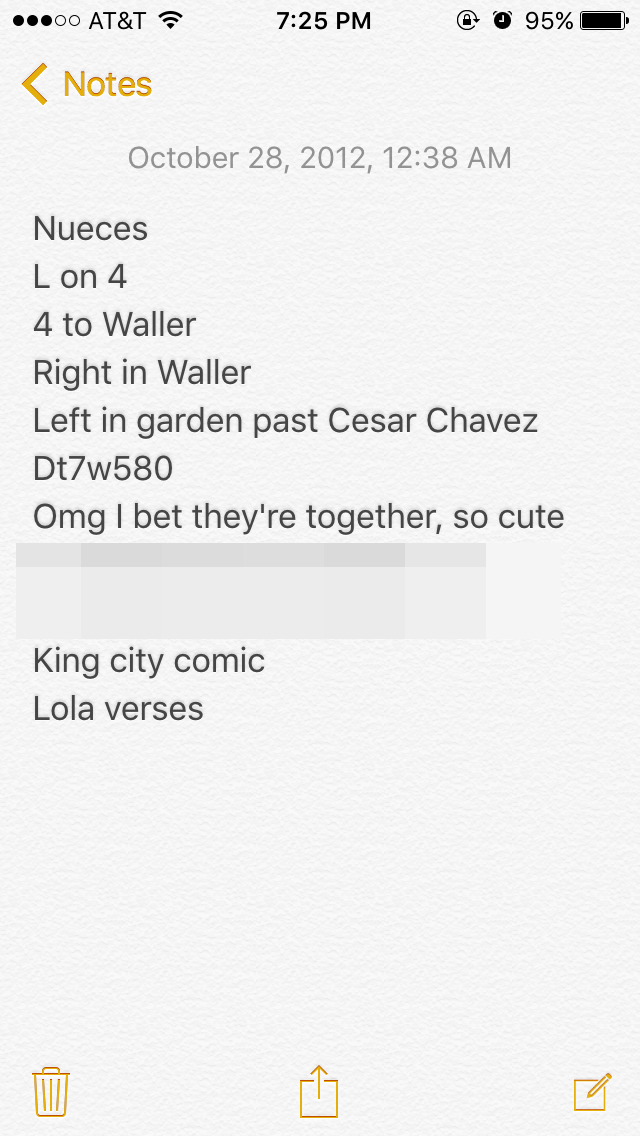 AT&T 7:25 PM 95%
Notes
October 28, 2012, 12:38 AM
Nueces
L on 4
4 to Waller
Right in Waller
Left in garden past Cesar Chavez
Dt7w580
Omg I bet they're together, so cute
King city comic
Lola verses